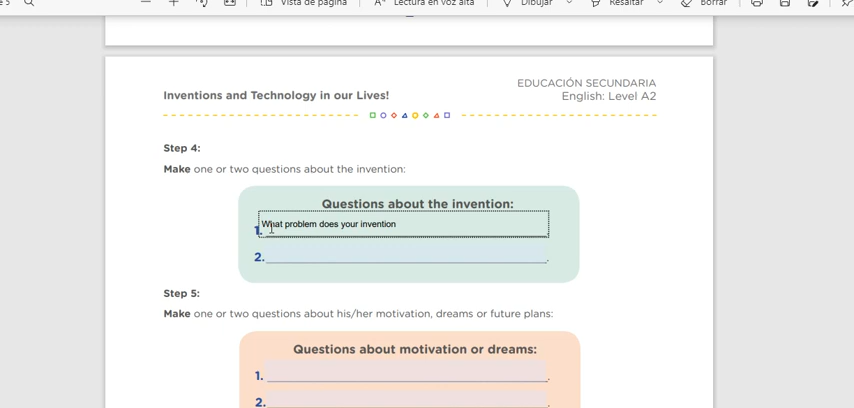 Vista de página
Lectura en voz alta
Dibujar
Resaltar
Borrar
EDUCACIÓN SECUNDARIA
Inventions and Technology in our Lives!
English: Level A2
Step 4:
Make one or two questions about the invention:
Questions about the invention:
1. What problem does your invention
2.
Step 5:
Make one or two questions about his/her motivation, dreams or future plans:
Questions about motivation or dreams:
1.
2.